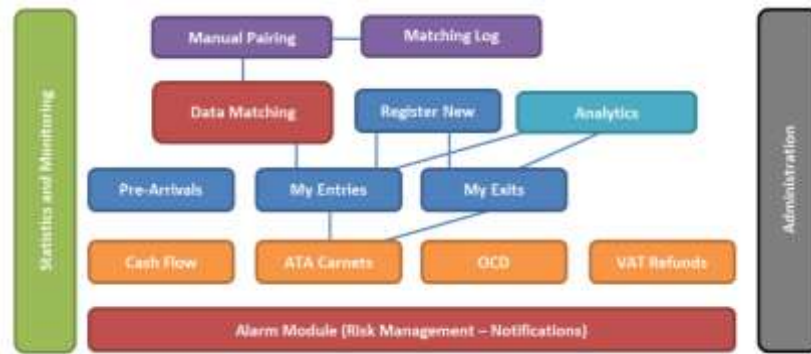 Statistics and Monitoring
Manual Pairing
Matching Log
Data Matching
Register New
Analytics
Pre-Arrivals
My Entries
My Exits
Cash Flow
ATA Carnets
OCD
VAT Refunds
Alarm Module (Risk Management – Notifications)
Administration